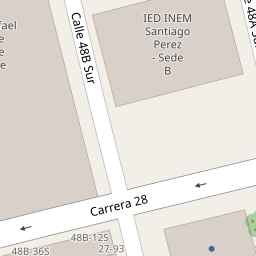 IED INEM
Santiago
Perez
- Sede
B
Calle 48B Sur
Carrera 28
48B-12S
27-93
48B-36S